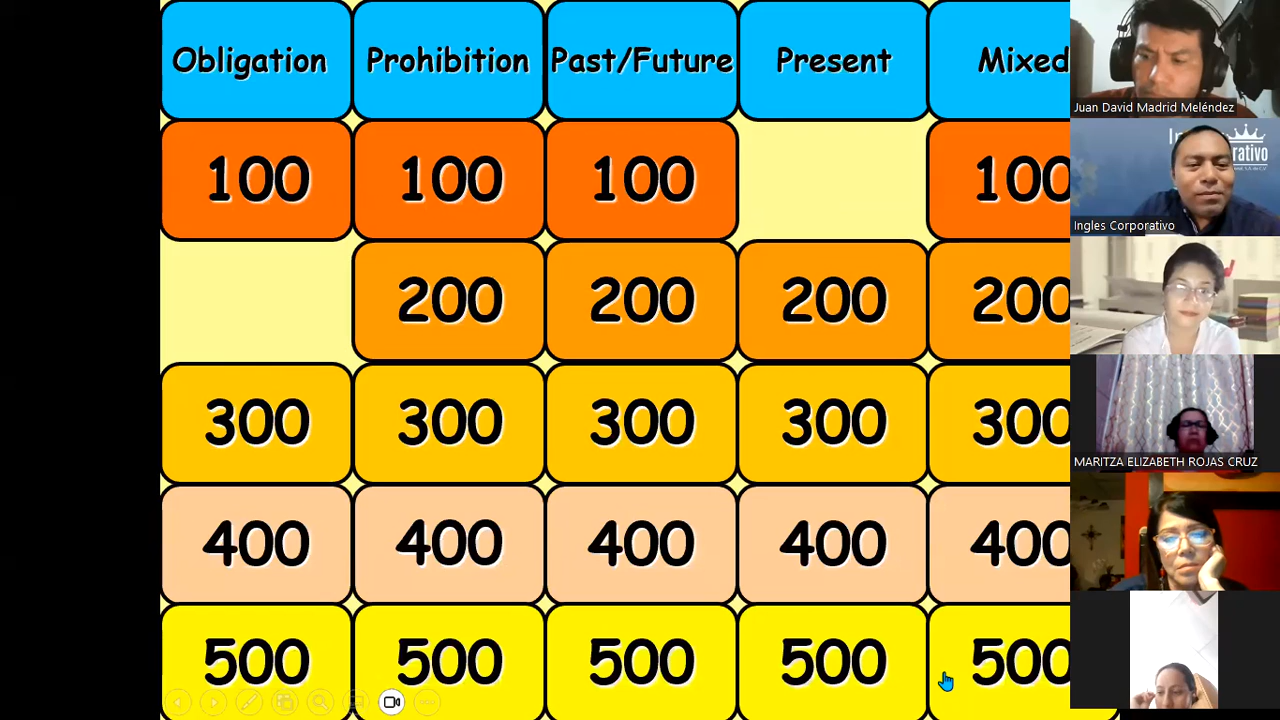 Obligation Prohibition Past/Future Present Mixed
100 100 100 100
200 200 200 200
300 300 300 300 300
400 400 400 400 400
500 500 500 500 500
Juan David Madrid Meléndez
Ingles Corporativo
MARITZA ELIZABETH ROJAS CRUZ